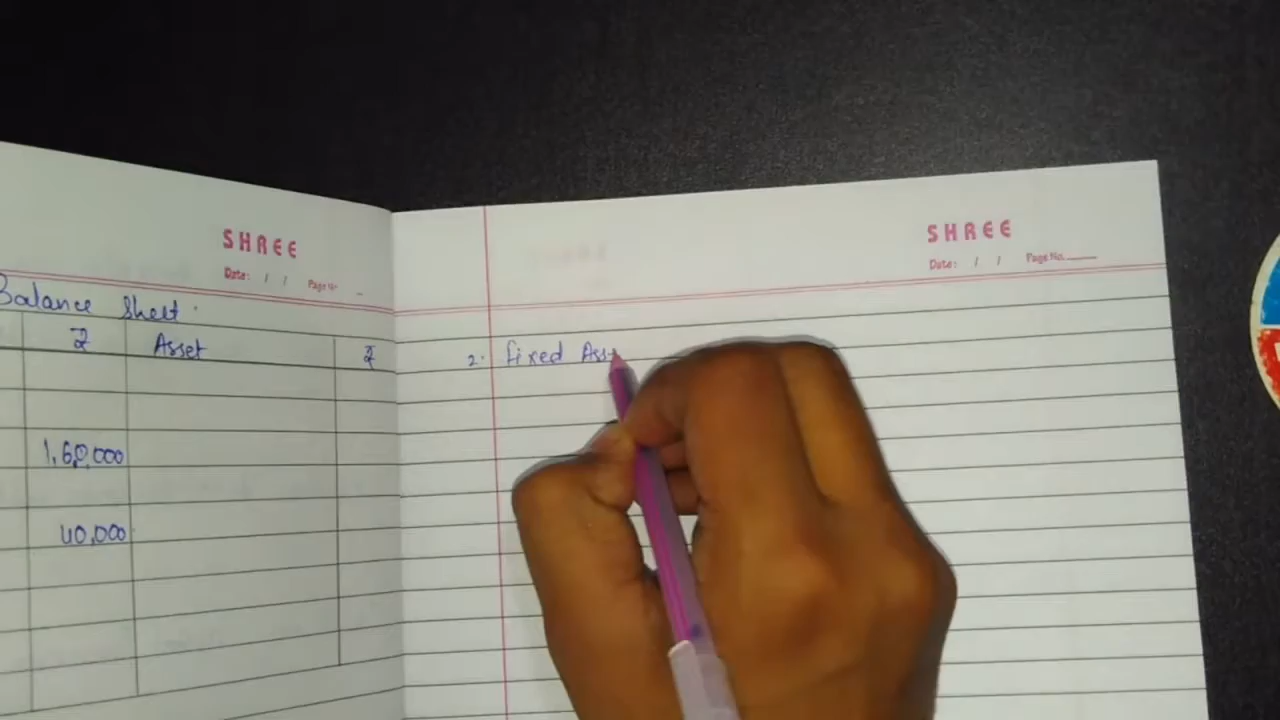 SHREE
Date: / / Page No
Balance Sheet
₹ Asset ₹
1,60,000
40,000
SHREE
Date: / / Page No.
2. Fixed Ass